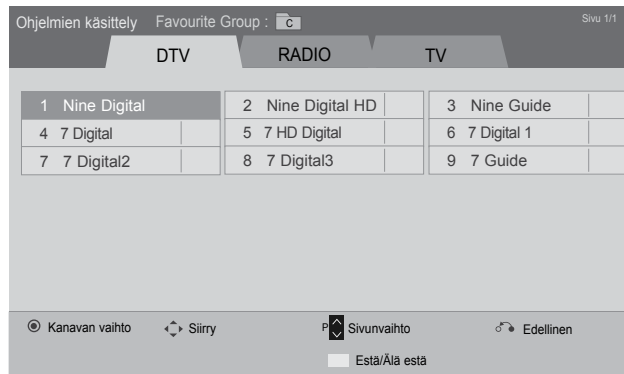 Ohjelmien käsittely Favourite Group : C Sivu 1/1
DTV RADIO TV
1 Nine Digital 2 Nine Digital HD 3 Nine Guide
4 7 Digital 5 7 HD Digital 6 7 Digital 1
7 7 Digital2 8 7 Digital3 9 7 Guide
Kanavan vaihto Siirry P Sivunvaihto Edellinen
Estä/Älä estä